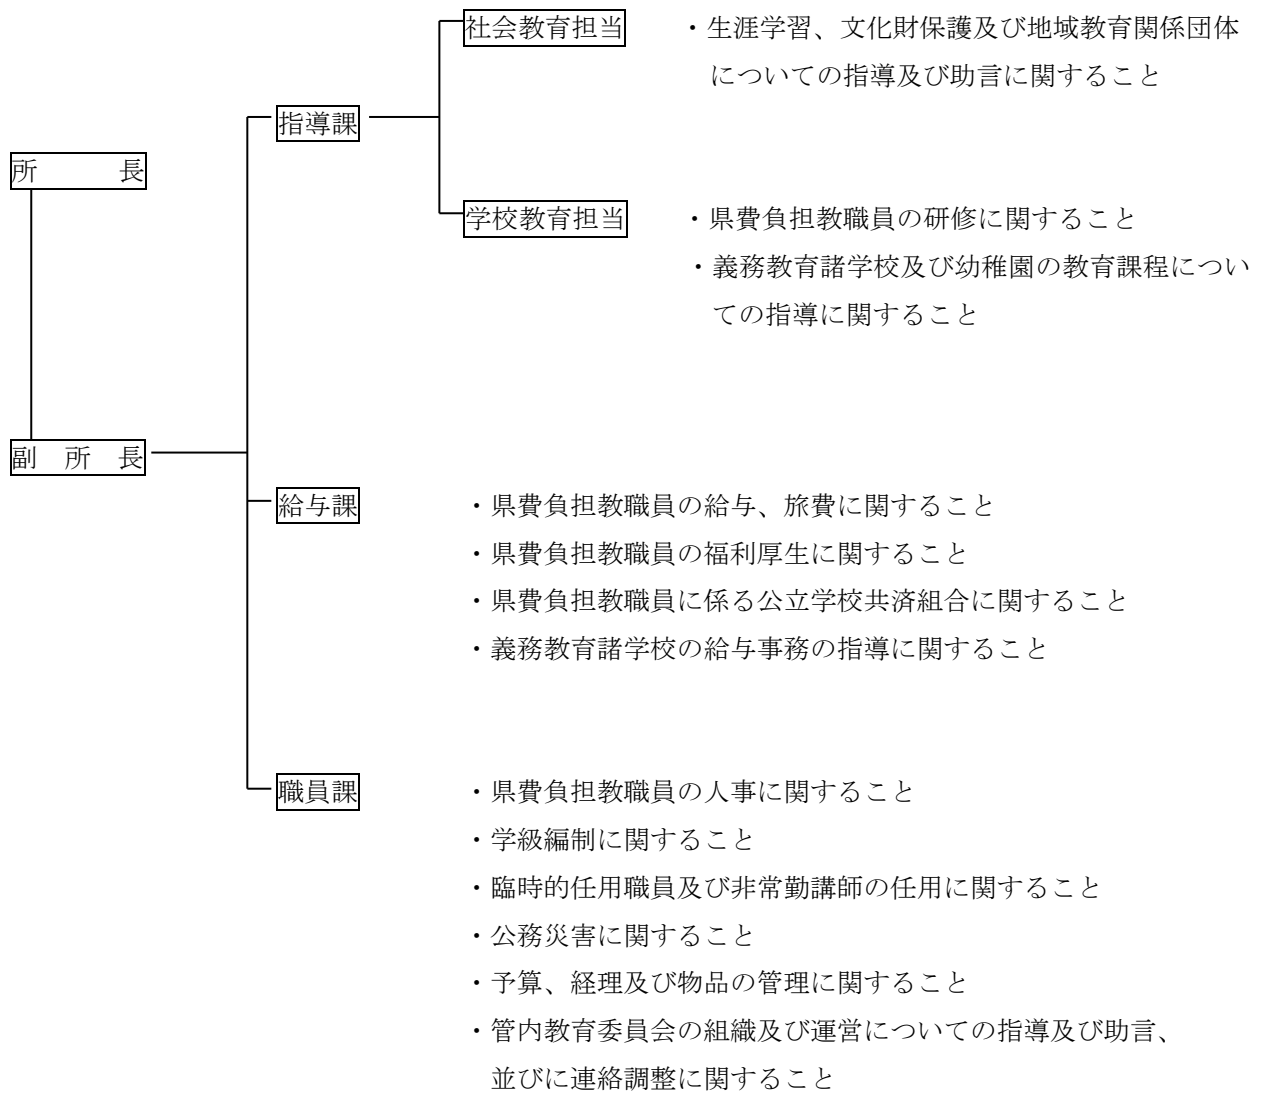 社会教育担当 ・生涯学習、文化財保護及び地域教育関係団体
についての指導及び助言に関すること
指導課
所　　　長
学校教育担当 ・県費負担教職員の研修に関すること
・義務教育諸学校及び幼稚園の教育課程につい
ての指導に関すること
副　所　長
給与課 ・県費負担教職員の給与、旅費に関すること
・県費負担教職員の福利厚生に関すること
・県費負担教職員に係る公立学校共済組合に関すること
・義務教育諸学校の給与事務の指導に関すること
職員課 ・県費負担教職員の人事に関すること
・学級編制に関すること
・臨時的任用職員及び非常勤講師の任用に関すること
・公務災害に関すること
・予算、経理及び物品の管理に関すること
・管内教育委員会の組織及び運営についての指導及び助言、
並びに連絡調整に関すること